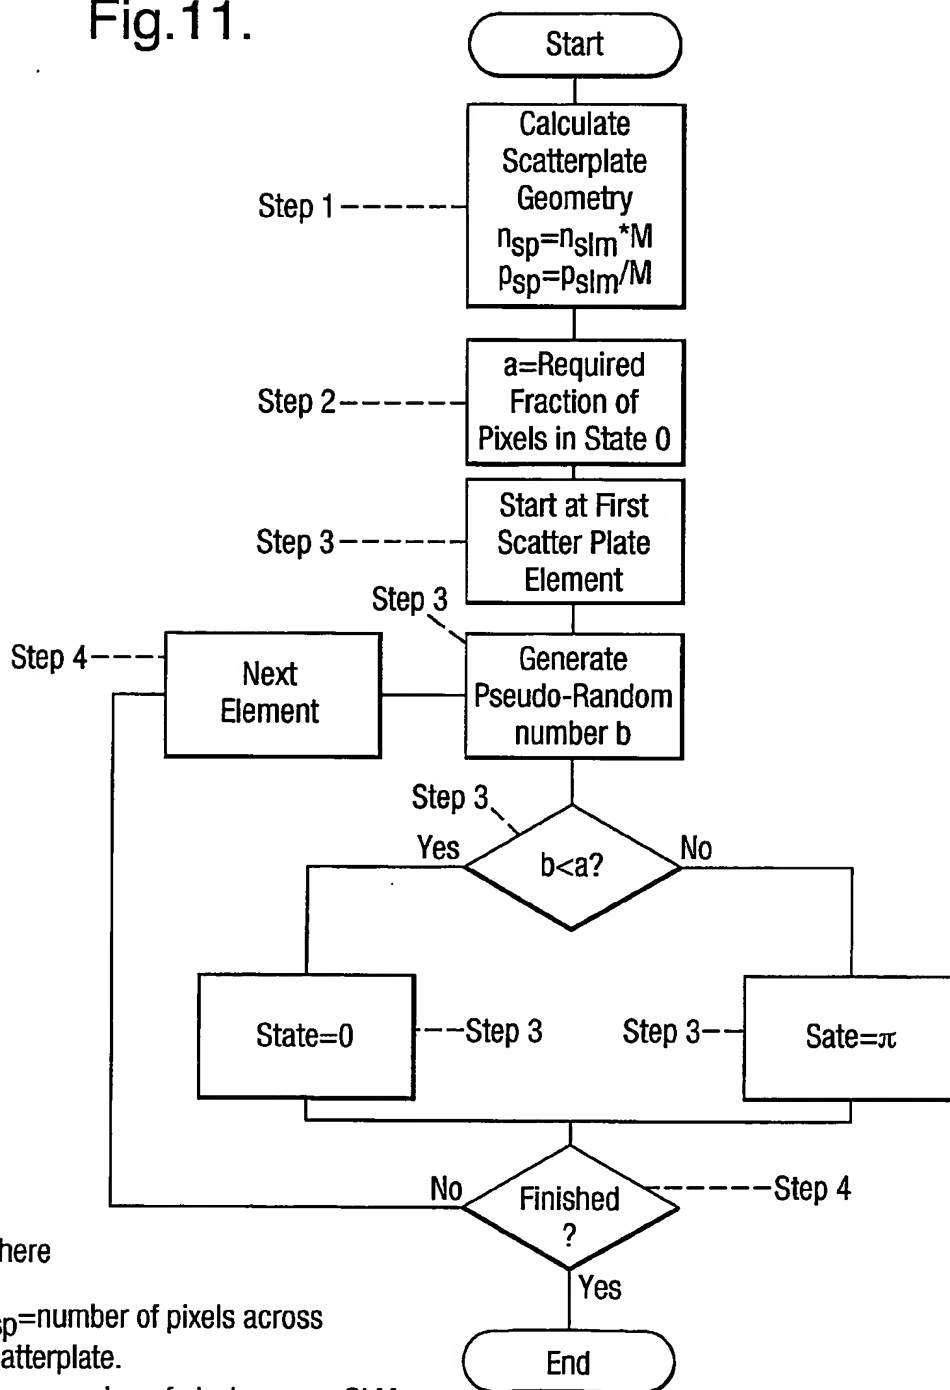 Fig.11.
Start
Calculate
Scatterplate
Geometry
nsp=nslm*M
psp=pslm/M
Step 1
a=Required
Fraction of
Pixels in State 0
Step 2
Start at First
Scatter Plate
Element
Step 3
Step 3
Generate
Pseudo-Random
number b
Step 4
Next
Element
Step 3
Yes
b<a?
No
State=0
Step 3
Step 3
Sate=π
No
Finished
?
Step 4
Yes
End
here
sp=number of pixels across
atterplate.